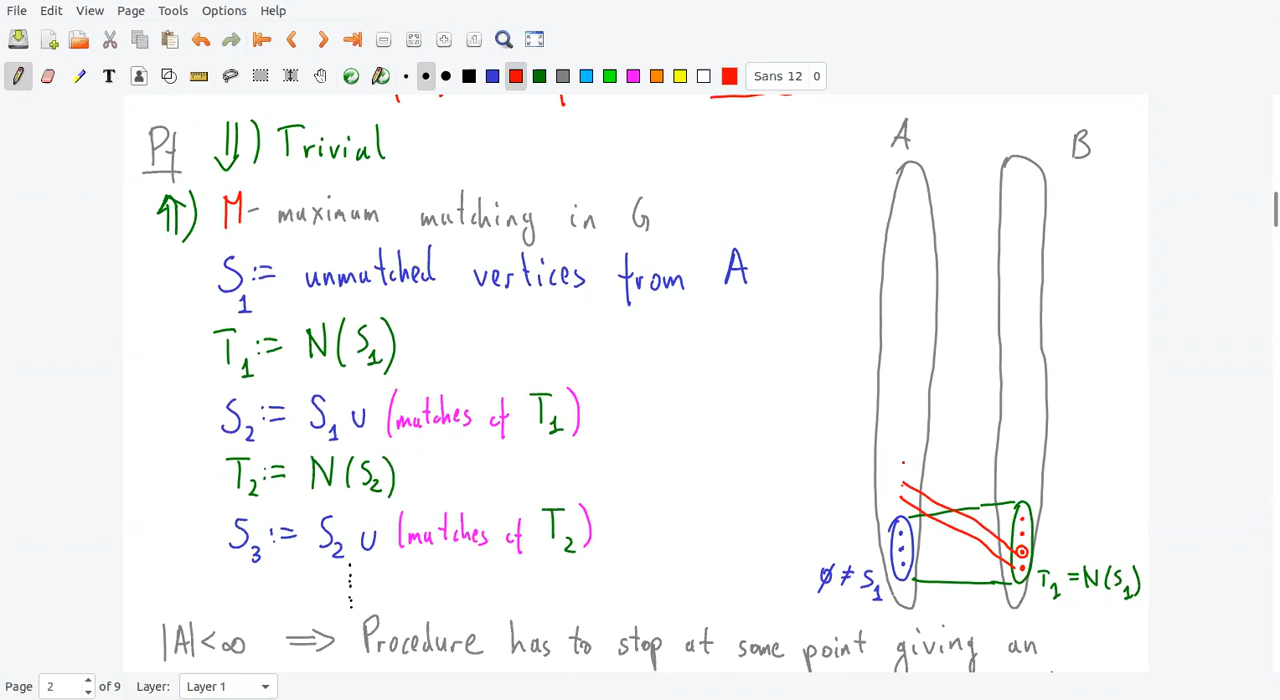 File Edit View Page Tools Options Help
Sans 12 0
Pf ⇓) Trivial
⇑) M - maximum matching in G
S₁ := unmatched vertices from A
T₁ := N(S₁)
S₂ := S₁ ∪ (matches of T₁)
T₂ := N(S₂)
S₃ := S₂ ∪ (matches of T₂)
|A| < ∞ ⟹ Procedure has to stop at some point giving an
A B
∅ ≠ S₁ T₁ = N(S₁)
Page 2 of 9 Layer: Layer 1